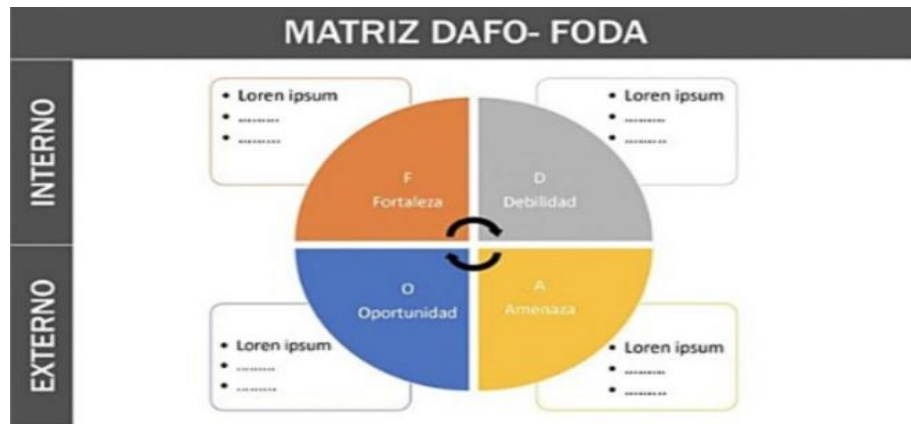 MATRIZ DAFO- FODA
INTERNO
• Loren ipsum
• .........
• .........
• Loren ipsum
• .........
• .........
F
Fortaleza
D
Debilidad
EXTERNO
O
Oportunidad
A
Amenaza
• Loren ipsum
• .........
• .........
• Loren ipsum
• .........
• .........